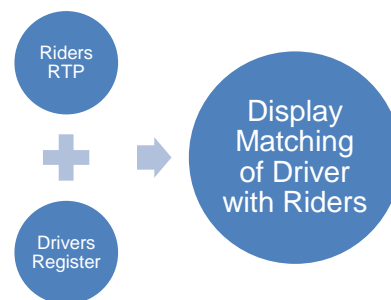 Riders
RTP
Drivers
Register
Display
Matching
of Driver
with Riders